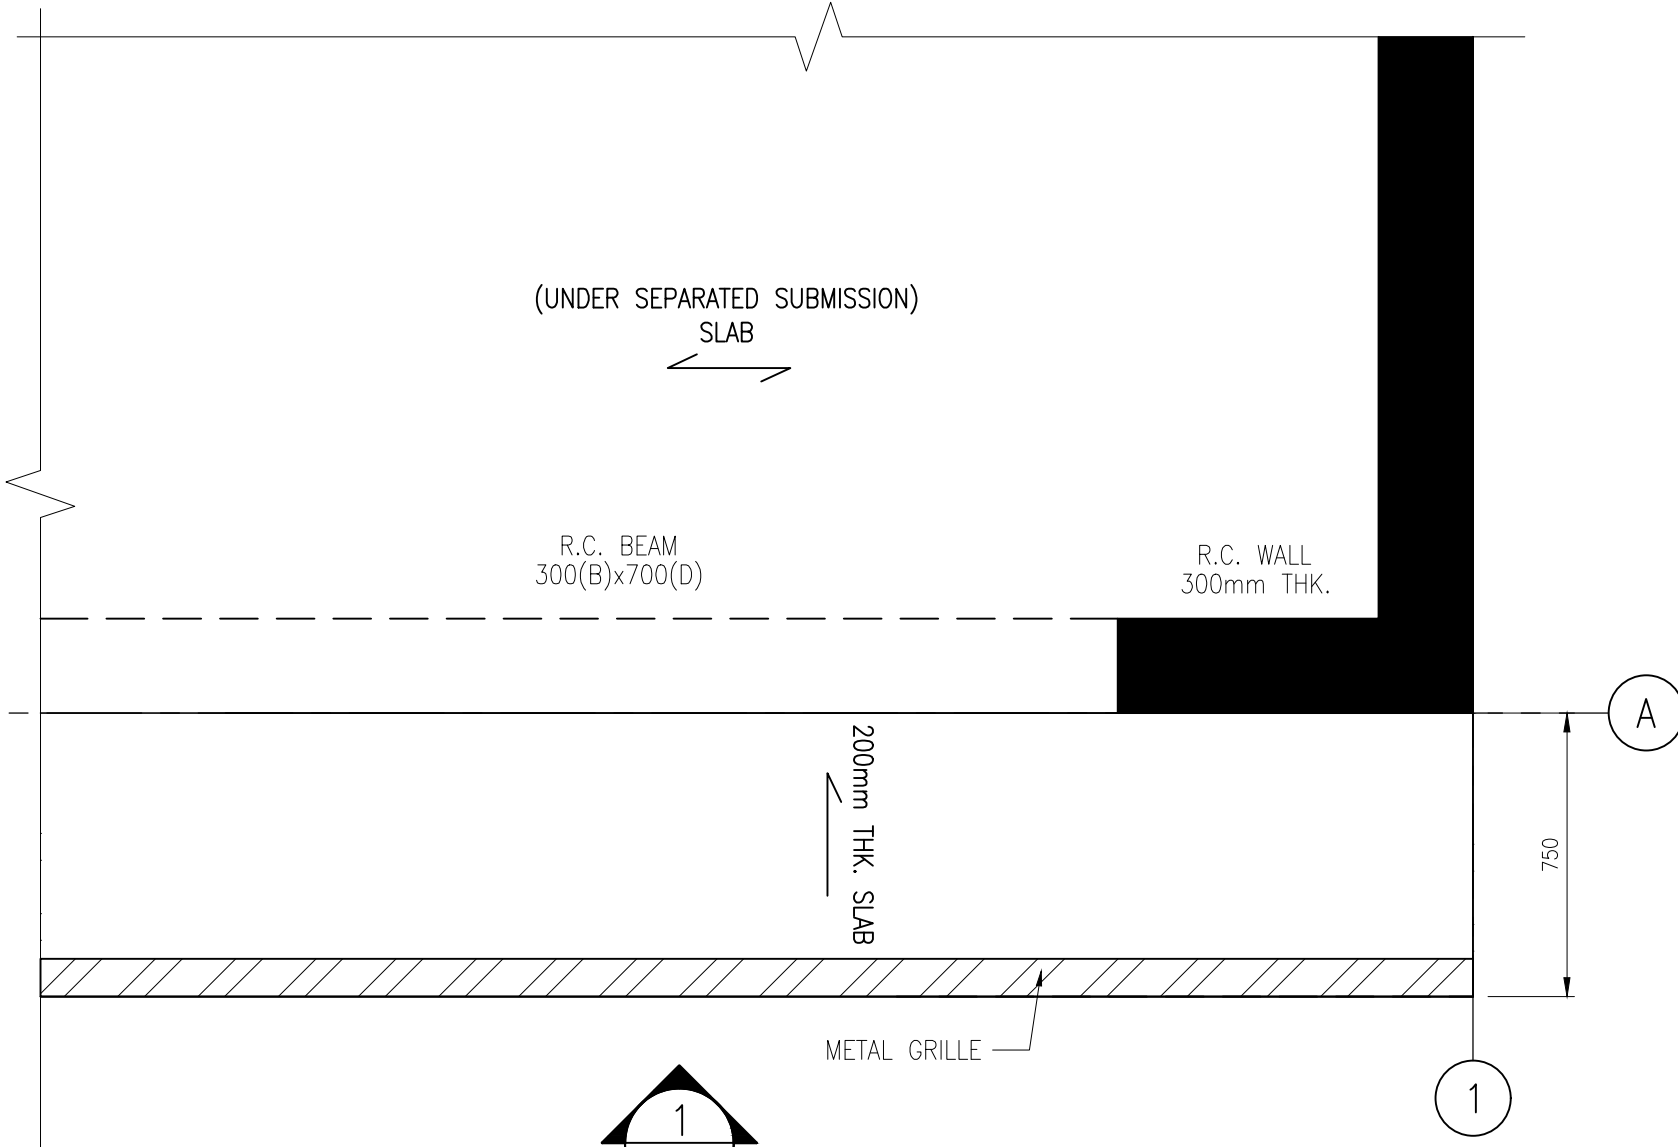 (UNDER SEPARATED SUBMISSION)
SLAB
R.C. BEAM
300(B)x700(D)
R.C. WALL
300mm THK.
A
200mm THK. SLAB
750
METAL GRILLE
1
1